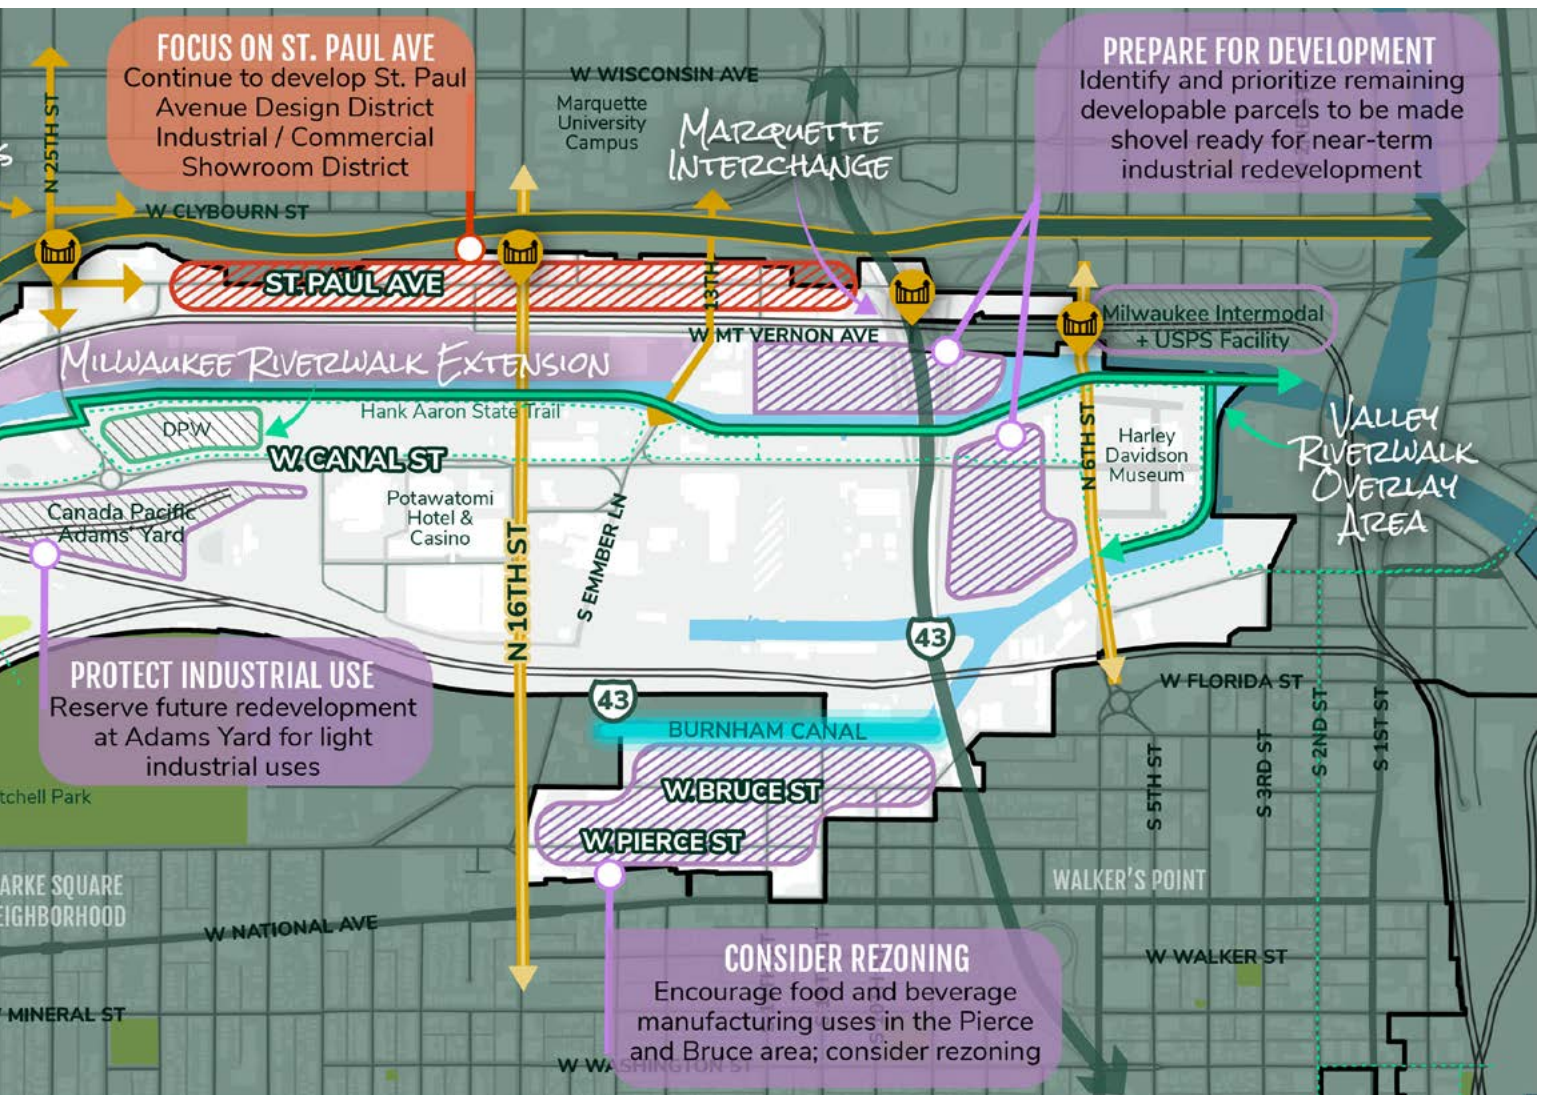 FOCUS ON ST. PAUL AVE
Continue to develop St. Paul
Avenue Design District
Industrial / Commercial
Showroom District
PREPARE FOR DEVELOPMENT
Identify and prioritize remaining
developable parcels to be made
shovel ready for near-term
industrial redevelopment
W WISCONSIN AVE
Marquette
University
Campus
MARQUETTE
INTERCHANGE
N 25TH ST
W CLYBOURN ST
ST. PAUL AVE
13TH
W MT VERNON AVE
Milwaukee Intermodal
+ USPS Facility
MILWAUKEE RIVERWALK EXTENSION
Hank Aaron State Trail
DPW
W. CANAL ST
N 6TH ST
Harley
Davidson
Museum
VALLEY
RIVERWALK
OVERLAY
AREA
Canada Pacific
Adams' Yard
Potawatomi
Hotel &
Casino
N 16TH ST
S EMMBER LN
43
PROTECT INDUSTRIAL USE
Reserve future redevelopment
at Adams Yard for light
industrial uses
43
W FLORIDA ST
BURNHAM CANAL
S 5TH ST
S 3RD ST
S 2ND ST
S 1ST ST
W. BRUCE ST
W. PIERCE ST
tchell Park
ARKE SQUARE
EIGHBORHOOD
WALKER'S POINT
W NATIONAL AVE
W WALKER ST
CONSIDER REZONING
Encourage food and beverage
manufacturing uses in the Pierce
and Bruce area; consider rezoning
MINERAL ST
W WASHINGTON ST